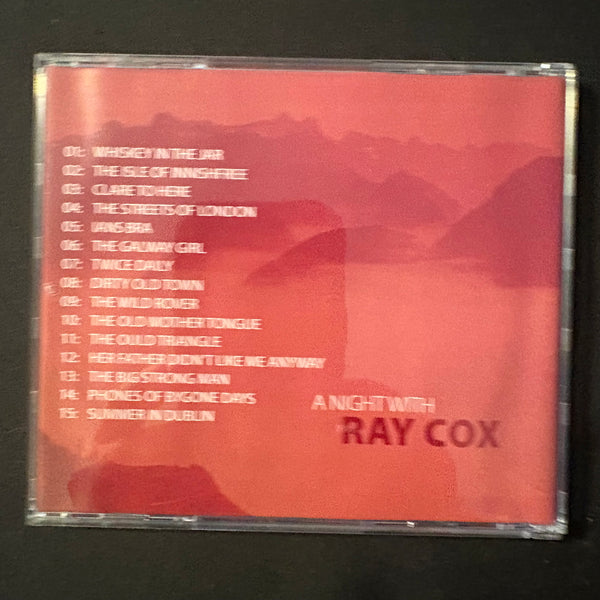 01: WHISKEY IN THE JAR
02: THE ISLE OF INNISHFREE
03: CLARE TO HERE
04: THE STREETS OF LONDON
05: IANS BRA
06: THE GALWAY GIRL
07: TWICE DAILY
08: DIRTY OLD TOWN
09: THE WILD ROVER
10: THE OLD MOTHER TONGUE
11: THE OULD TRIANGLE
12: HER FATHER DIDN'T LIKE ME ANYWAY
13: THE BIG STRONG MAN
14: PHONES OF BYGONE DAYS
15: SUMMER IN DUBLIN
A NIGHT WITH
RAY COX